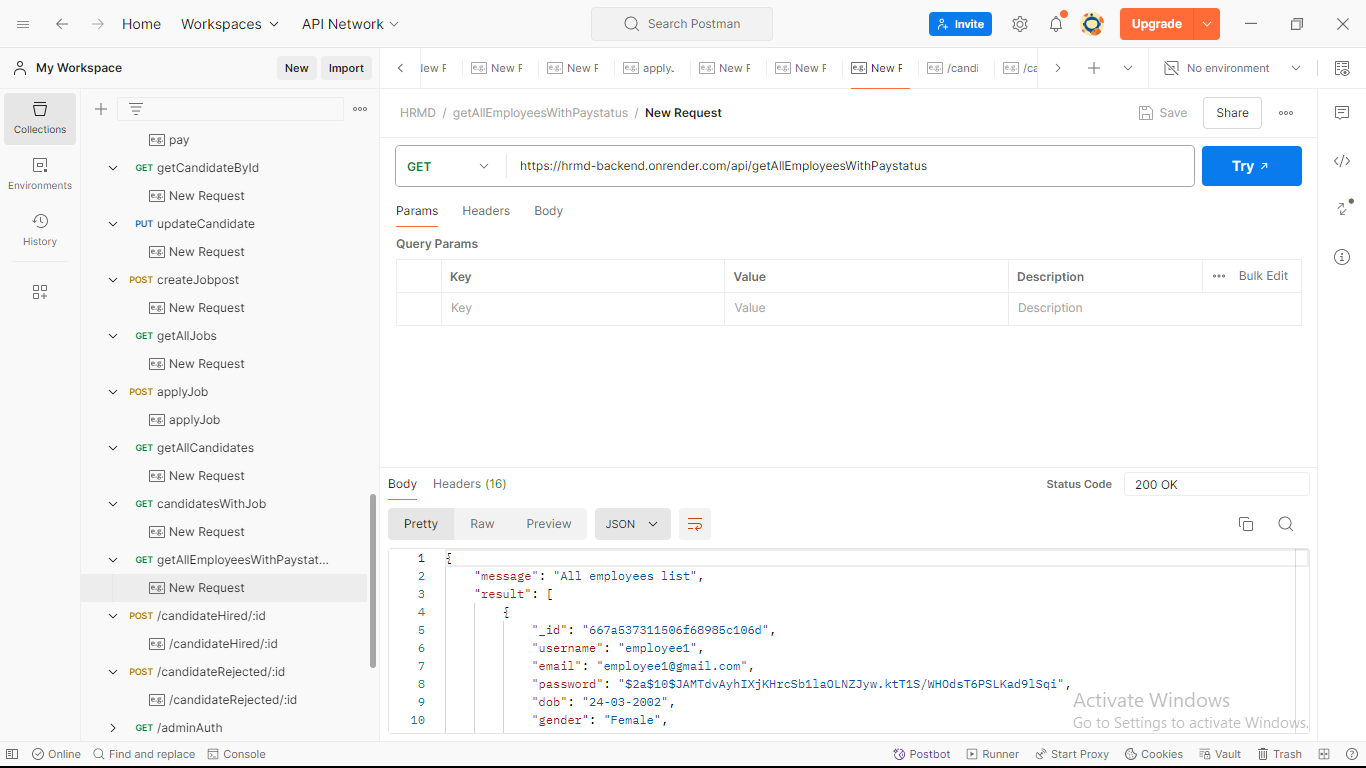 Home Workspaces API Network Search Postman Invite Upgrade
My Workspace New Import New F New F apply. New F New F New F /candi No environment
Collections
Environments
History
pay
GET getCandidateById
e.g. New Request
PUT updateCandidate
e.g. New Request
POST createJobpost
e.g. New Request
GET getAllJobs
e.g. New Request
POST applyJob
e.g. applyJob
GET getAllCandidates
e.g. New Request
GET candidatesWithJob
e.g. New Request
GET getAllEmployeesWithPaystat...
e.g. New Request
POST /candidateHired/:id
e.g. /candidateHired/:id
POST /candidateRejected/:id
e.g. /candidateRejected/:id
GET /adminAuth
HRMD / getAllEmployeesWithPaystatus / New Request Save Share
GET https://hrmd-backend.onrender.com/api/getAllEmployeesWithPaystatus Try
Params Headers Body
Query Params
Key Value Description Bulk Edit
Key Value Description
Body Headers (16) Status Code 200 OK
Pretty Raw Preview JSON
1 {
2 "message": "All employees list",
3 "result": [
4 {
5 "_id": "667a537311506f68985c106d",
6 "username": "employee1",
7 "email": "employee1@gmail.com",
8 "password": "$2a$10$JAMTdvAyhIXjKHrcSb1laOLNZJyw.ktT1S/WHOdsT6PSLKad9lSqi",
9 "dob": "24-03-2002",
10 "gender": "Female",
Activate Windows
Go to Settings to activate Windows.
Online Find and replace Console Postbot Runner Start Proxy Cookies Vault Trash